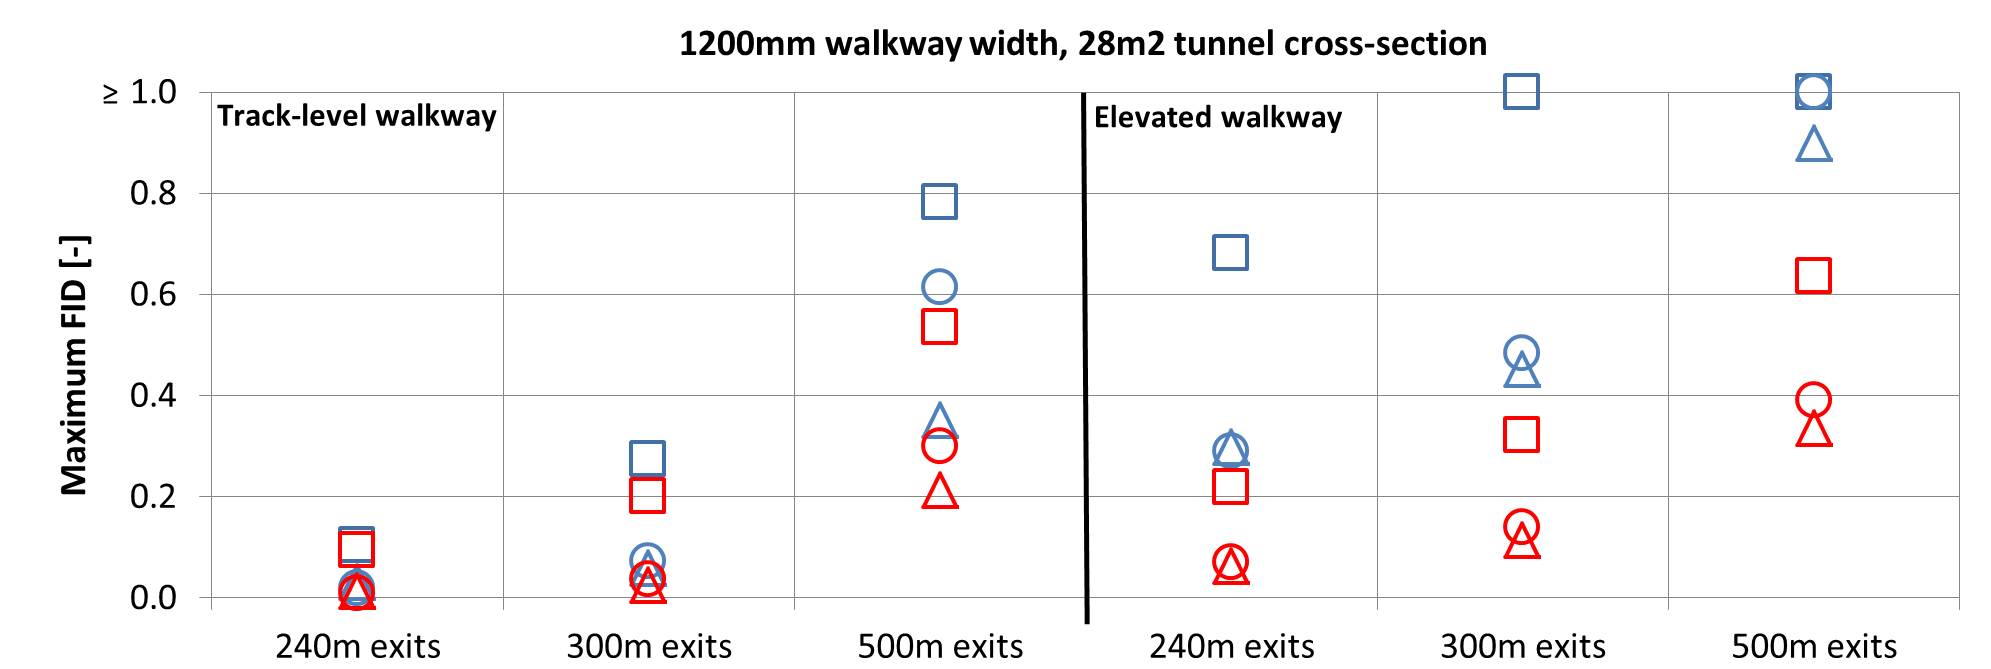 1200mm walkway width, 28m2 tunnel cross-section
Maximum FID [-]
≥ 1.0
0.8
0.6
0.4
0.2
0.0
Track-level walkway
Elevated walkway
240m exits
300m exits
500m exits
240m exits
300m exits
500m exits